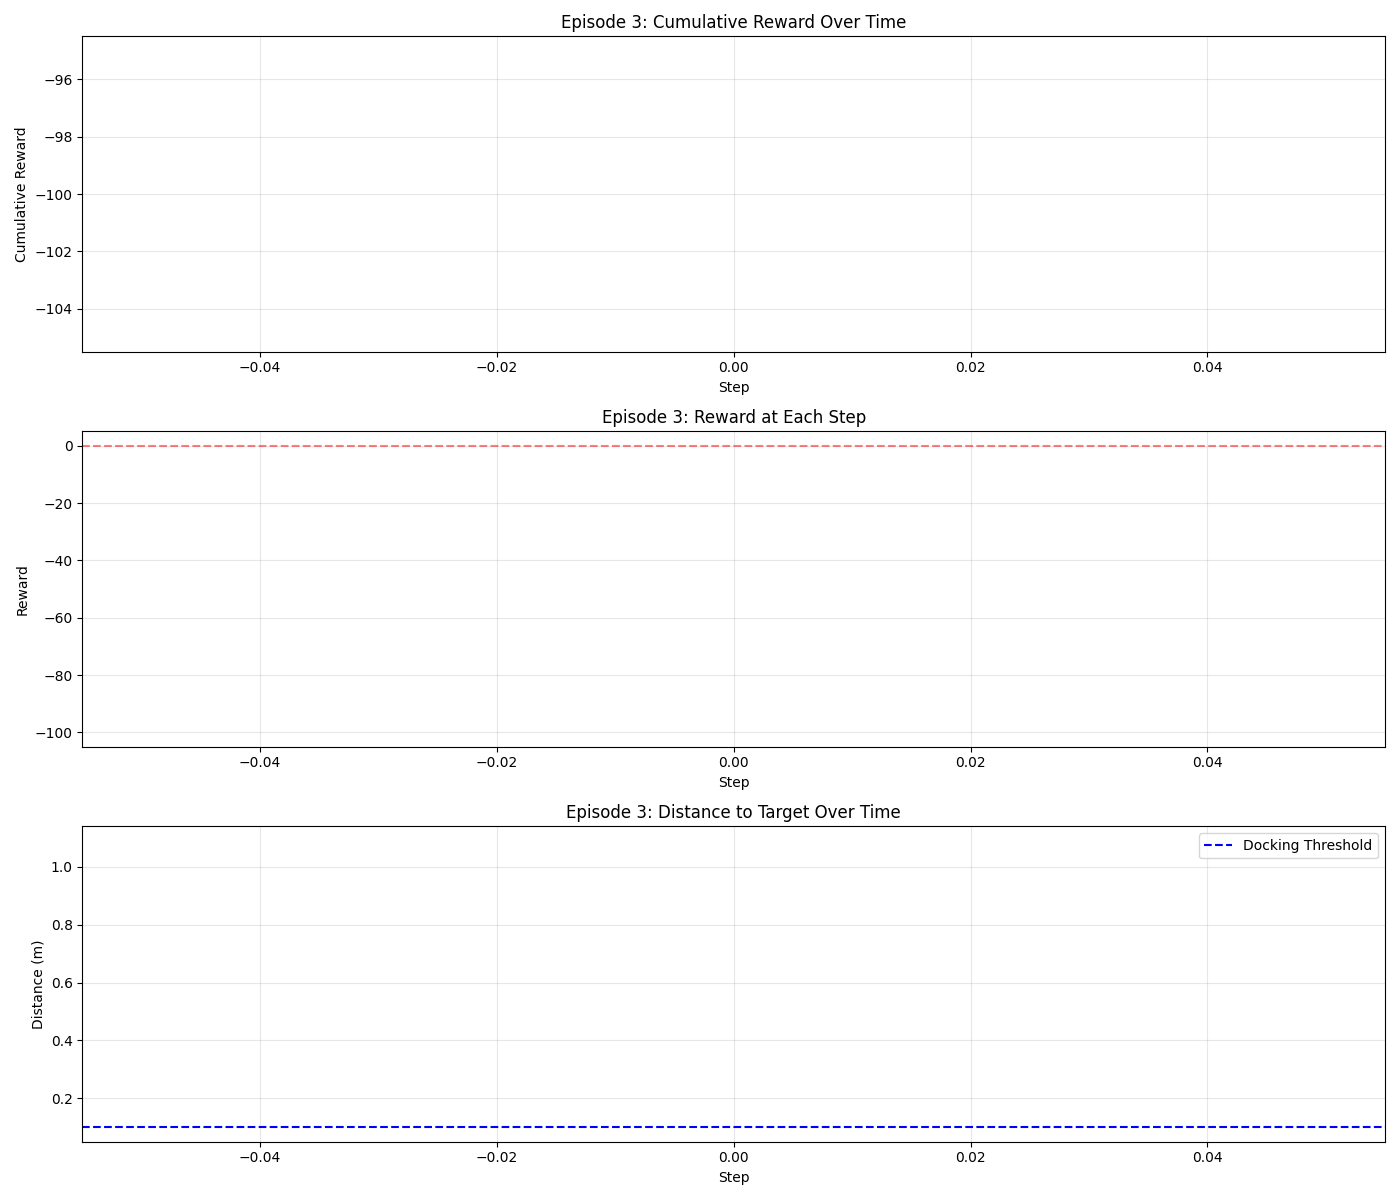 Episode 3: Cumulative Reward Over Time
Cumulative Reward
−96
−98
−100
−102
−104
−0.04 −0.02 0.00 0.02 0.04
Step
Episode 3: Reward at Each Step
Reward
0
−20
−40
−60
−80
−100
−0.04 −0.02 0.00 0.02 0.04
Step
Episode 3: Distance to Target Over Time
Docking Threshold
Distance (m)
1.0
0.8
0.6
0.4
0.2
−0.04 −0.02 0.00 0.02 0.04
Step